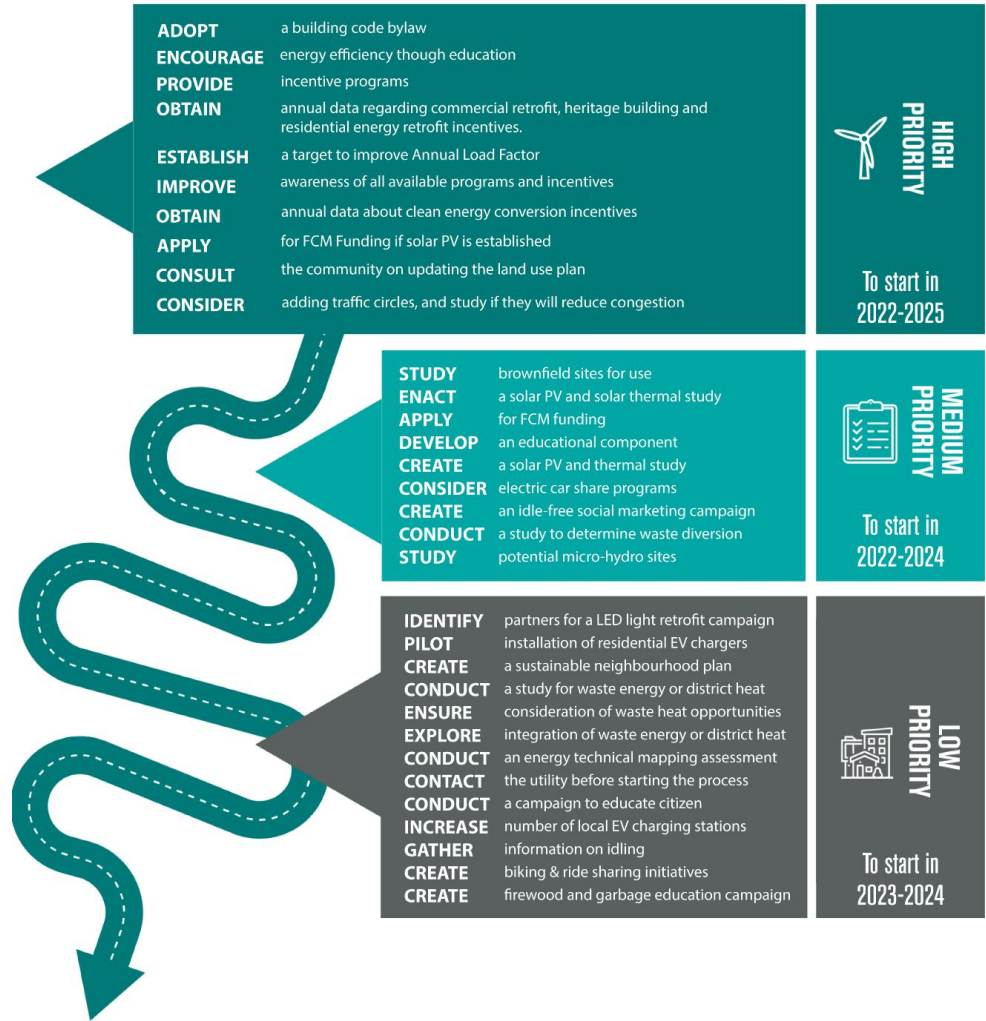 ADOPT a building code bylaw
ENCOURAGE energy efficiency though education
PROVIDE incentive programs
OBTAIN annual data regarding commercial retrofit, heritage building and
residential energy retrofit incentives.
ESTABLISH a target to improve Annual Load Factor
IMPROVE awareness of all available programs and incentives
OBTAIN annual data about clean energy conversion incentives
APPLY for FCM Funding if solar PV is established
CONSULT the community on updating the land use plan
CONSIDER adding traffic circles, and study if they will reduce congestion
HIGH
PRIORITY
To start in
2022-2025
STUDY brownfield sites for use
ENACT a solar PV and solar thermal study
APPLY for FCM funding
DEVELOP an educational component
CREATE a solar PV and thermal study
CONSIDER electric car share programs
CREATE an idle-free social marketing campaign
CONDUCT a study to determine waste diversion
STUDY potential micro-hydro sites
MEDIUM
PRIORITY
To start in
2022-2024
IDENTIFY partners for a LED light retrofit campaign
PILOT installation of residential EV chargers
CREATE a sustainable neighbourhood plan
CONDUCT a study for waste energy or district heat
ENSURE consideration of waste heat opportunities
EXPLORE integration of waste energy or district heat
CONDUCT an energy technical mapping assessment
CONTACT the utility before starting the process
CONDUCT a campaign to educate citizen
INCREASE number of local EV charging stations
GATHER information on idling
CREATE biking & ride sharing initiatives
CREATE firewood and garbage education campaign
LOW
PRIORITY
To start in
2023-2024